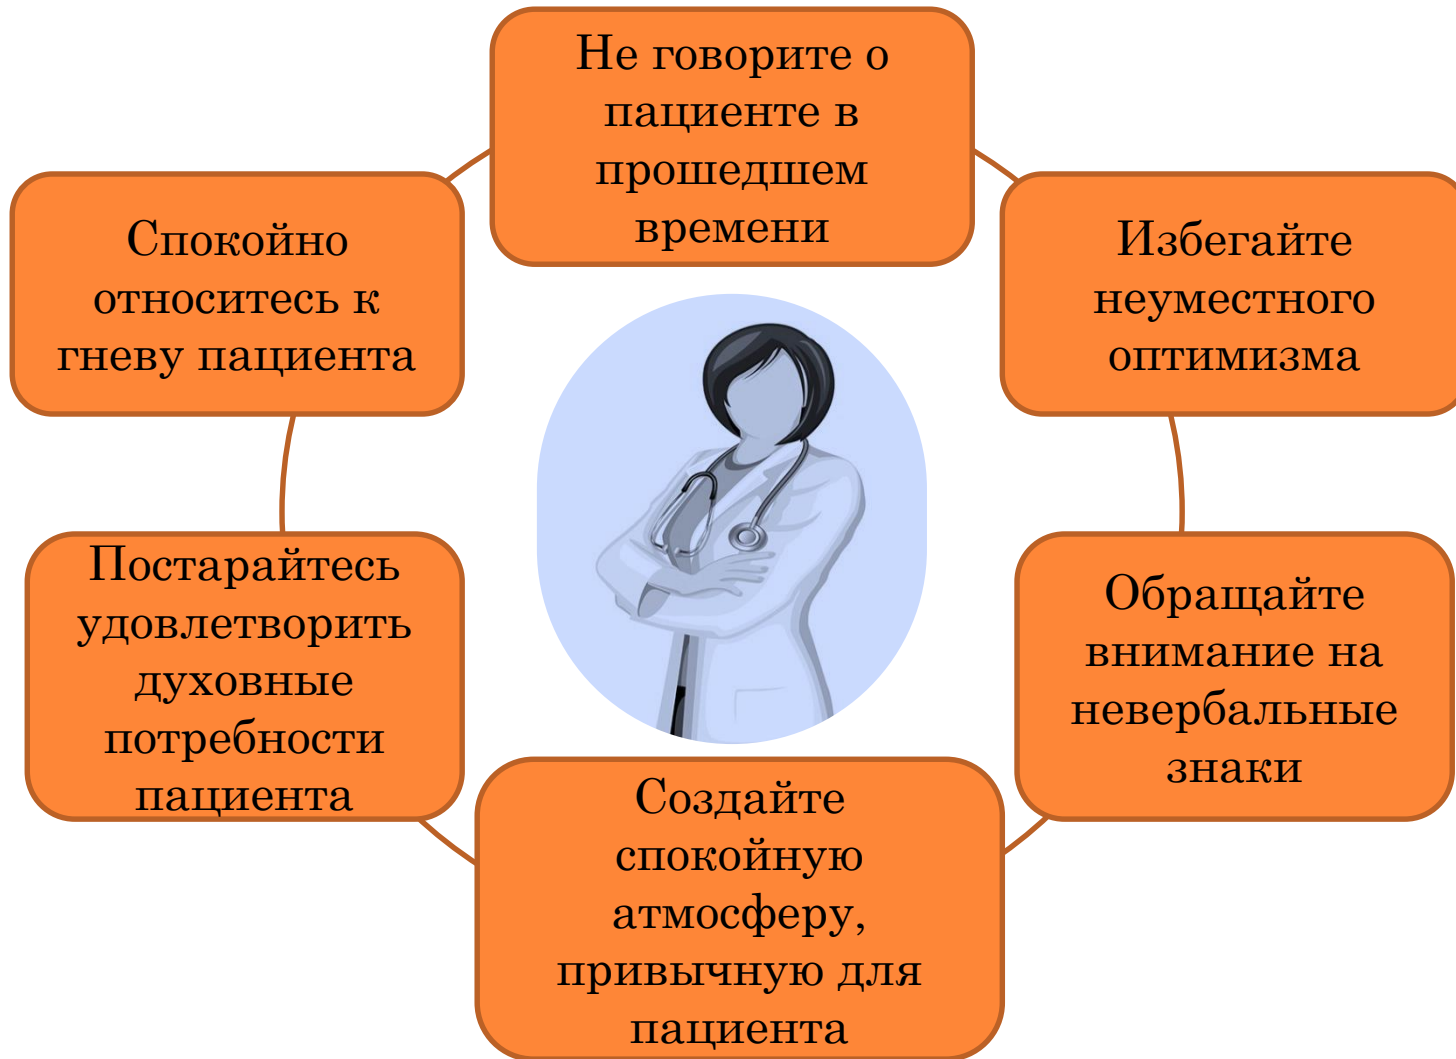 Не говорите о
пациенте в
прошедшем
времени
Избегайте
неуместного
оптимизма
Обращайте
внимание на
невербальные
знаки
Создайте
спокойную
атмосферу,
привычную для
пациента
Постарайтесь
удовлетворить
духовные
потребности
пациента
Спокойно
относитесь к
гневу пациента